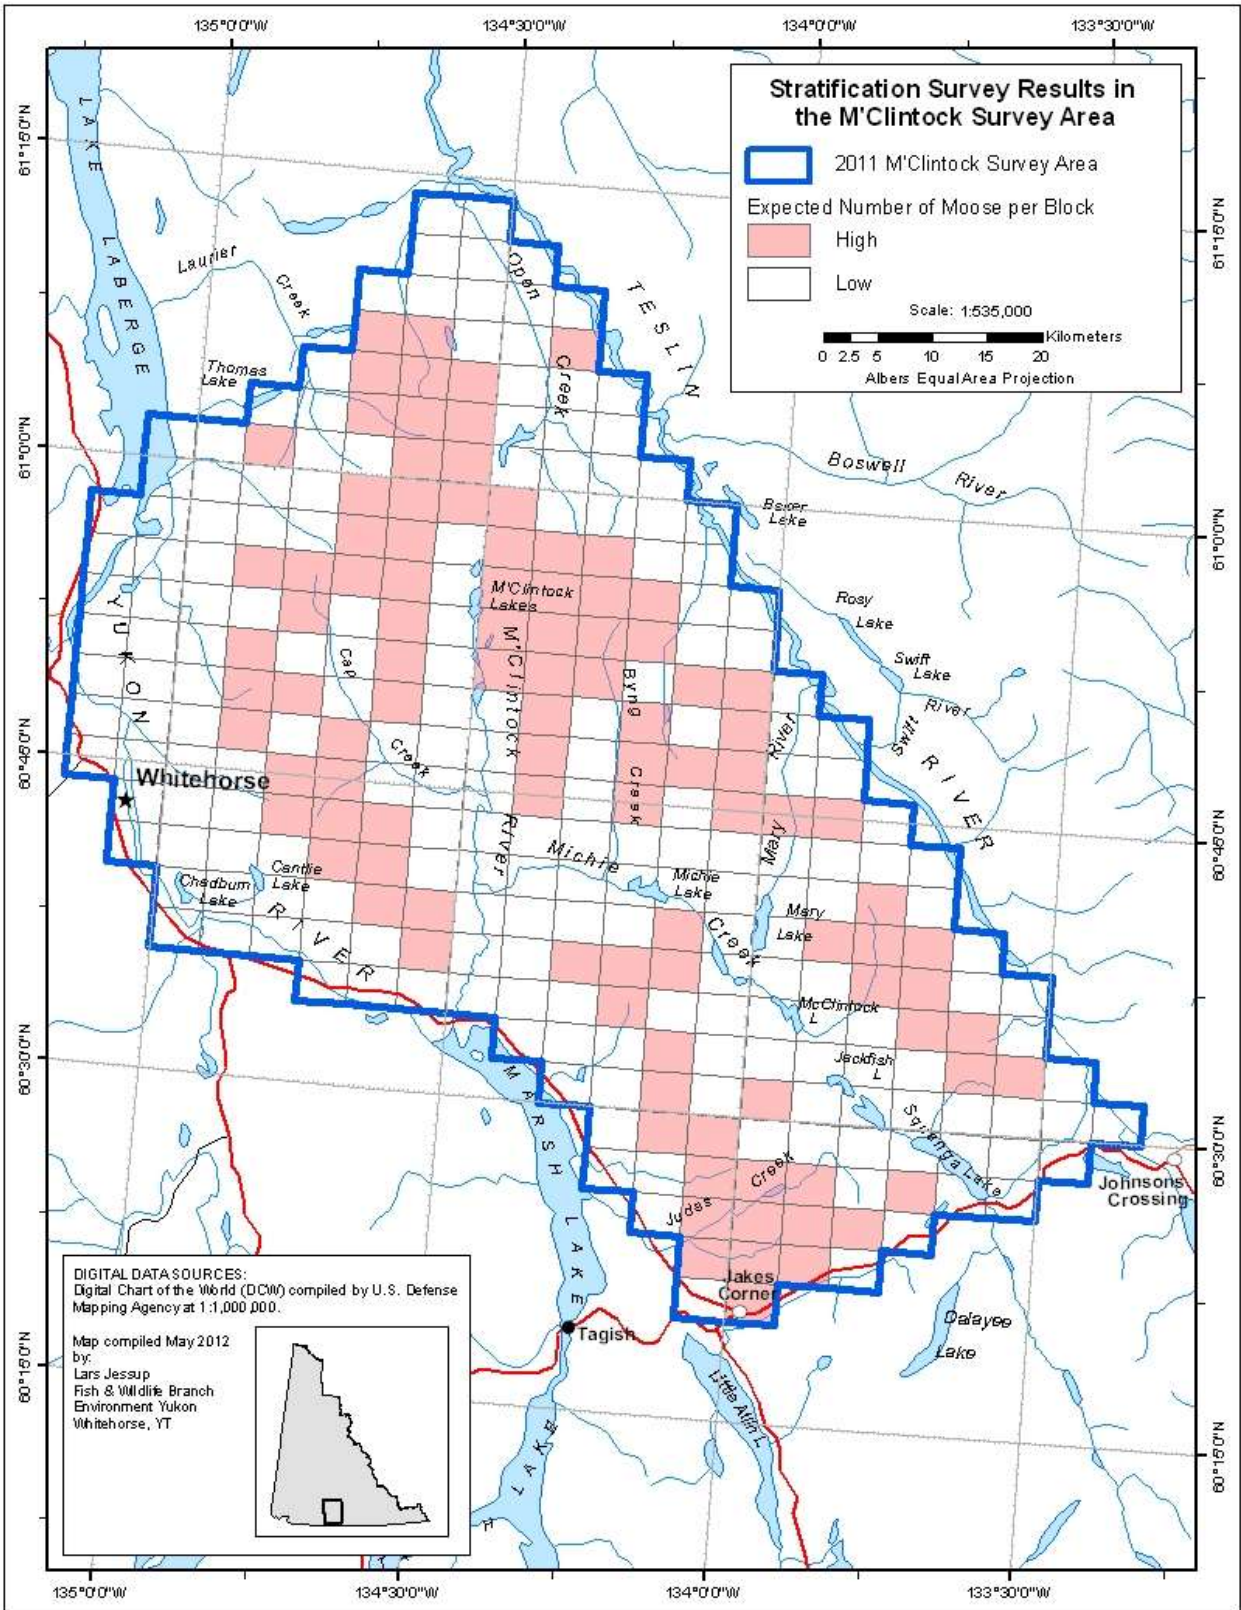 135°0'0"W
134°30'0"W
134°0'0"W
133°30'0"W
Stratification Survey Results in
the M'Clintock Survey Area
2011 M'Clintock Survey Area
Expected Number of Moose per Block
High
Low
Scale: 1:535,000
Kilometers
0 2.5 5 10 15 20
Albers Equal Area Projection
61°15'0"N
61°15'0"N
LAKE
LABERGE
Laurier
Creek
Open
Creek
TESLIN
Thomas
Lake
61°0'0"N
61°0'0"N
Boswell
River
Baker
Lake
M'Clintock
Lakes
Rosy
Lake
Swift
Lake
Swift
River
RIVER
YUKON
Cap
Creek
M'Clintock
River
Byng
Creek
Mary
River
60°45'0"N
60°45'0"N
Whitehorse
Michie
Creek
Michie
Lake
Cantlie
Lake
Chadburn
Lake
RIVER
Mary
Lake
McClintock
L
Jackfish
L
Squanga Lake
60°30'0"N
60°30'0"N
MARSH
LAKE
Judas
Creek
Johnsons
Crossing
Jakes
Corner
Tagish
Dalayee
Lake
Little Atlin L
LAKE
60°15'0"N
60°15'0"N
DIGITAL DATA SOURCES:
Digital Chart of the World (DCW) compiled by U.S. Defense
Mapping Agency at 1:1,000,000.
Map compiled May 2012
by:
Lars Jessup
Fish & Wildlife Branch
Environment Yukon
Whitehorse, YT
135°0'0"W
134°30'0"W
134°0'0"W
133°30'0"W